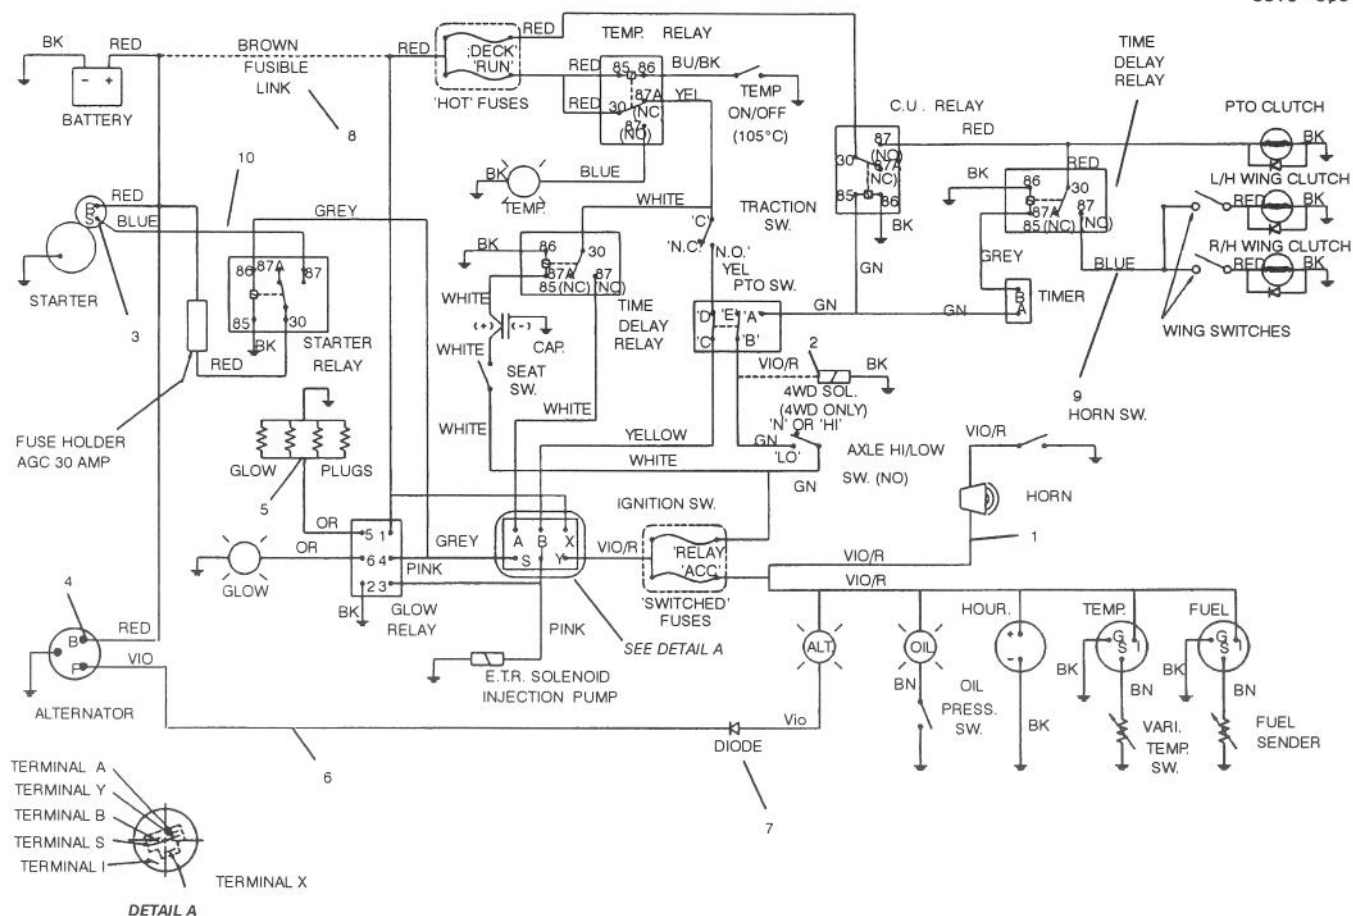 BK
RED
BROWN
FUSIBLE
LINK
- +
BATTERY
8
RED
'DECK'
'RUN'
'HOT' FUSES
RED
TEMP. RELAY
RED
RED
85 86
30
87A
(NC)
87
(NO)
BU/BK
YEL
TEMP
ON/OFF
(105°C)
BK
TEMP.
BLUE
WHITE
C.U. RELAY
RED
30
87
(NO)
87A
(NC)
85
86
BK
GN
TIME
DELAY
RELAY
PTO CLUTCH
BK
BK
86
RED
30
87A
85 (NC)
87
(NO)
L/H WING CLUTCH
RED
BK
R/H WING CLUTCH
RED
BK
GREY
BLUE
B
A
TIMER
WING SWITCHES
9
10
RED
BLUE
B
S
STARTER
3
GREY
86
87A
87
85
30
BK
RED
STARTER
RELAY
FUSE HOLDER
AGC 30 AMP
BK
86
30
87A
85 (NC)
87
(NO)
TIME
DELAY
RELAY
WHITE
(+)
(-)
CAP.
WHITE
SEAT
SW.
WHITE
WHITE
TRACTION
SW.
'C'
'N.C.'
N.O.'
YEL
PTO SW.
'D'
'E'
'A'
'C'
'B'
GN
GN
VIO/R
2
BK
4WD SOL.
(4WD ONLY)
'N' OR 'HI'
GN
'LO'
AXLE HI/LOW
SW. (NO)
GN
YELLOW
WHITE
HORN SW.
VIO/R
HORN
1
GLOW
PLUGS
5
OR
OR
GLOW
5 1
6 4
2 3
BK
GLOW
RELAY
GREY
PINK
IGNITION SW.
A B X
S Y
VIO/R
'RELAY
'ACC'
'SWITCHED'
FUSES
SEE DETAIL A
PINK
E.T.R. SOLENOID
INJECTION PUMP
VIO/R
VIO/R
4
B
P
RED
VIO
ALTERNATOR
6
DIODE
7
Vio
ALT.
OIL
BN
OIL
PRESS.
SW.
HOUR.
+
-
BK
TEMP.
G
S I
BK
BN
VARI.
TEMP.
SW.
FUEL
G
S I
BK
BN
FUEL
SENDER
TERMINAL A
TERMINAL Y
TERMINAL B
TERMINAL S
TERMINAL I
TERMINAL X
DETAIL A